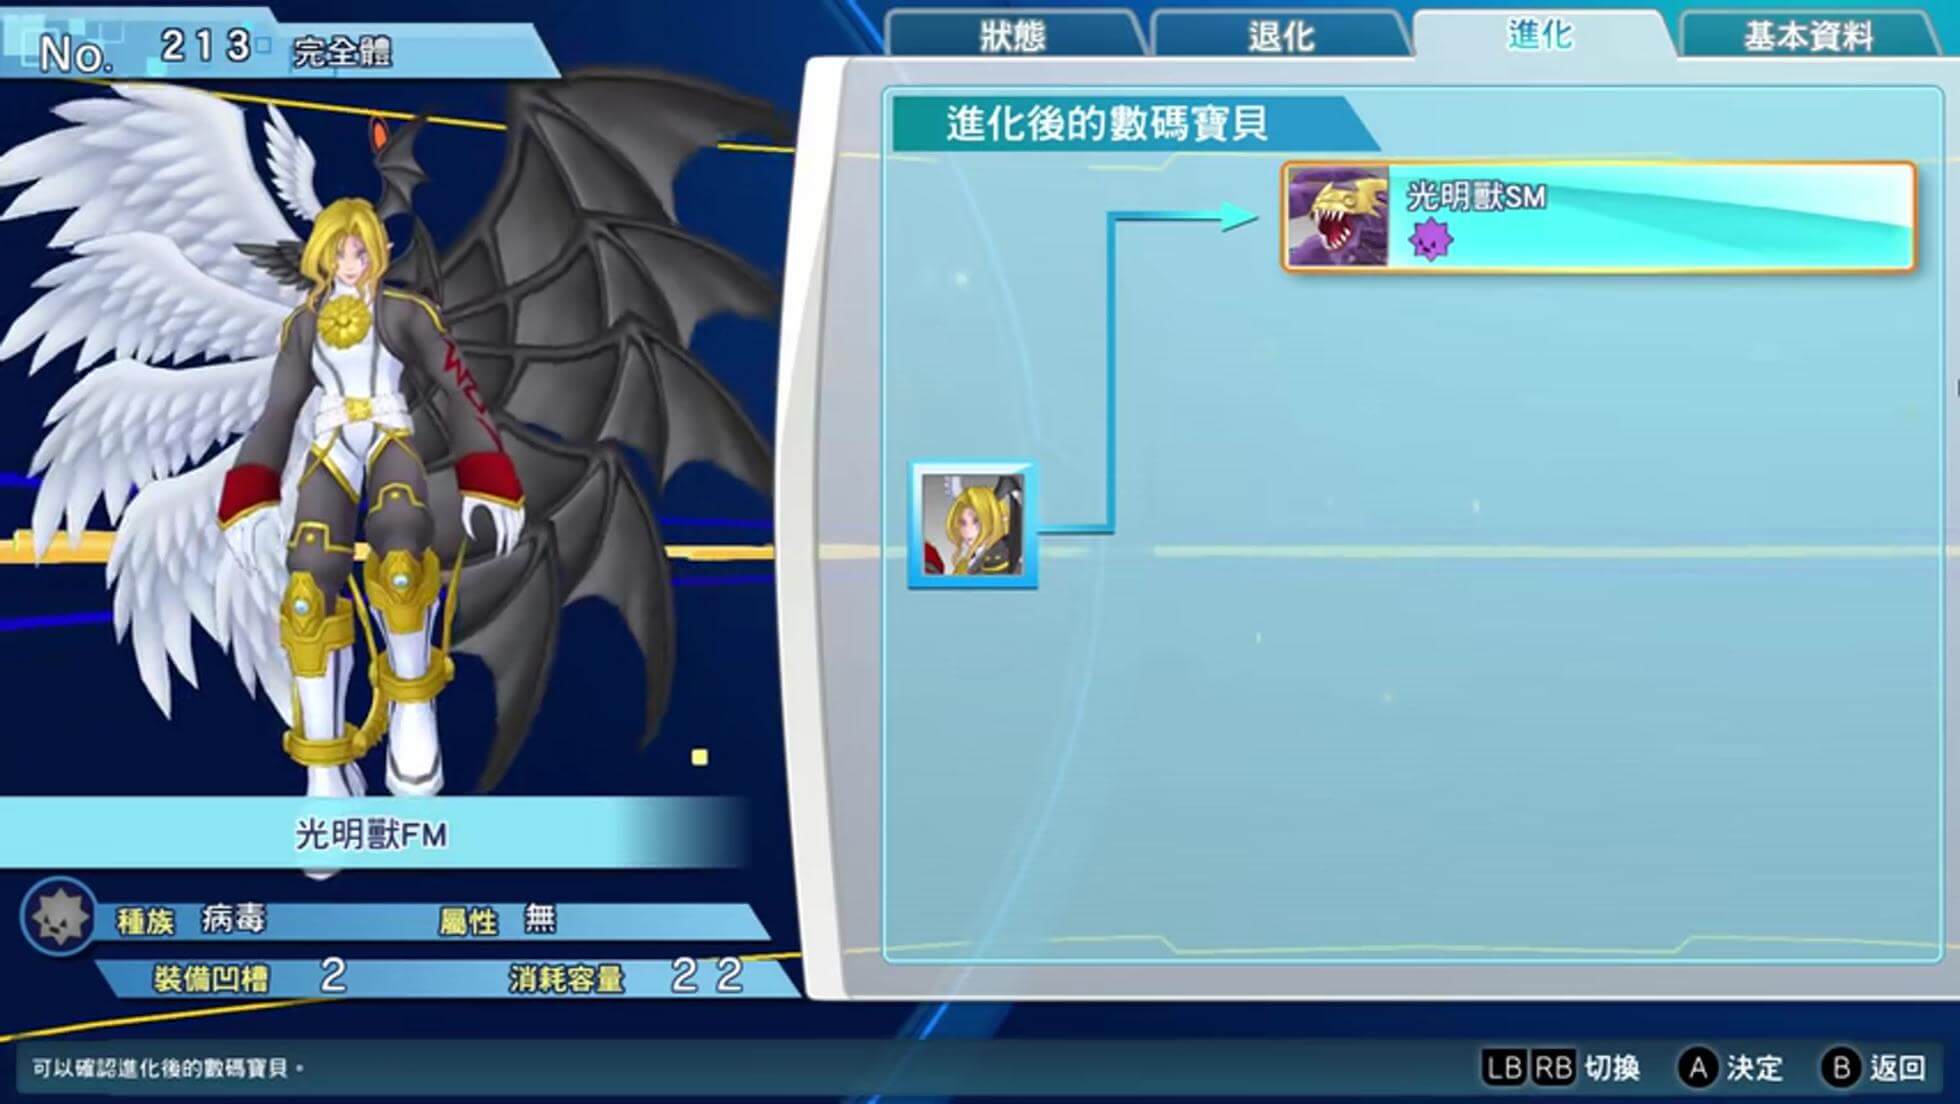 No. 213 完全體
狀態 退化 進化 基本資料
進化後的數碼寶貝
光明獸SM
光明獸FM
種族 病毒 屬性 無
裝備凹槽 2 消耗容量 22
可以確認進化後的數碼寶貝。
LB RB 切換 A 決定 B 返回